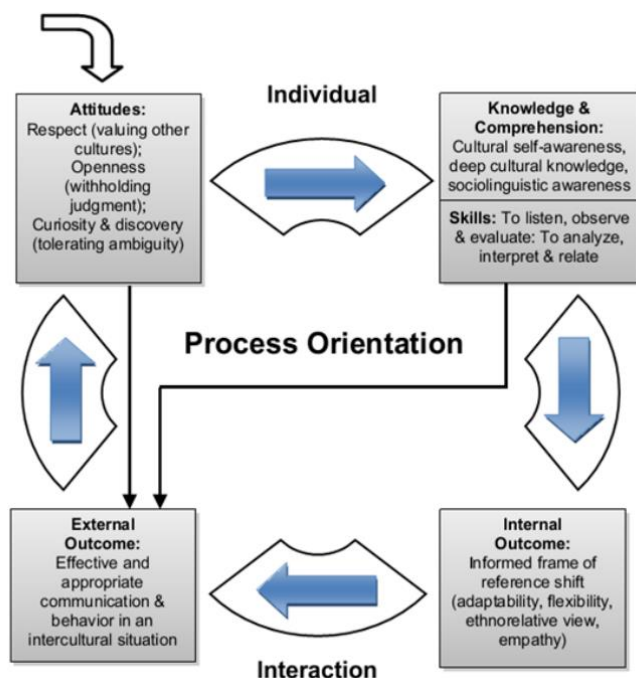 Individual
Attitudes:
Respect (valuing other
cultures);
Openness
(withholding
judgment);
Curiosity & discovery
(tolerating ambiguity)
Knowledge &
Comprehension:
Cultural self-awareness,
deep cultural knowledge,
sociolinguistic awareness
Skills: To listen, observe
& evaluate: To analyze,
interpret & relate
Process Orientation
External
Outcome:
Effective and
appropriate
communication &
behavior in an
intercultural situation
Internal
Outcome:
Informed frame of
reference shift
(adaptability, flexibility,
ethnorelative view,
empathy)
Interaction